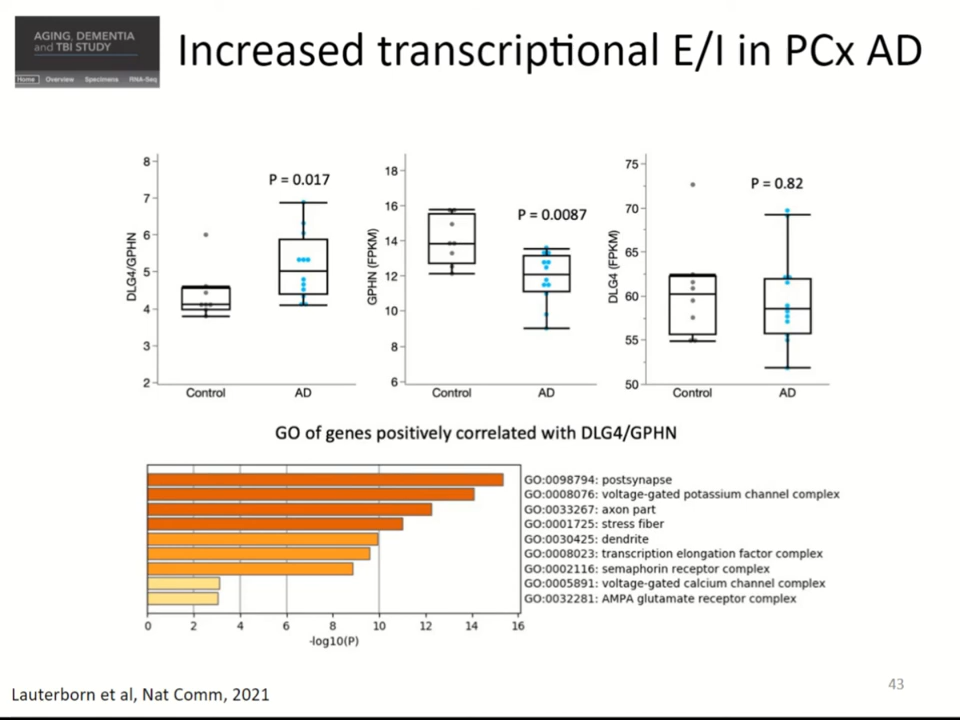 AGING, DEMENTIA
and TBI STUDY
Home Overview Specimens RNA-Seq
Increased transcriptional E/I in PCx AD
8
7
6
5
4
3
2
DLG4/GPHN
P = 0.017
Control AD
18
16
14
12
10
8
6
GPHN (FPKM)
P = 0.0087
Control AD
75
70
65
60
55
50
DLG4 (FPKM)
P = 0.82
Control AD
GO of genes positively correlated with DLG4/GPHN
GO:0098794: postsynapse
GO:0008076: voltage-gated potassium channel complex
GO:0033267: axon part
GO:0001725: stress fiber
GO:0030425: dendrite
GO:0008023: transcription elongation factor complex
GO:0002116: semaphorin receptor complex
GO:0005891: voltage-gated calcium channel complex
GO:0032281: AMPA glutamate receptor complex
0 2 4 6 8 10 12 14 16
-log10(P)
Lauterborn et al, Nat Comm, 2021
43